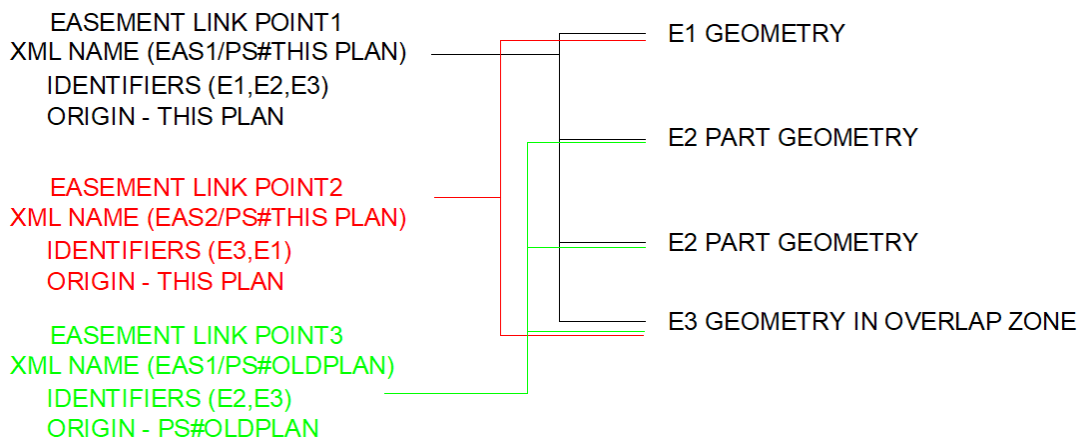 EASEMENT LINK POINT1
XML NAME (EAS1/PS#THIS PLAN)
IDENTIFIERS (E1,E2,E3)
ORIGIN - THIS PLAN
EASEMENT LINK POINT2
XML NAME (EAS2/PS#THIS PLAN)
IDENTIFIERS (E3,E1)
ORIGIN - THIS PLAN
EASEMENT LINK POINT3
XML NAME (EAS1/PS#OLDPLAN)
IDENTIFIERS (E2,E3)
ORIGIN - PS#OLDPLAN
E1 GEOMETRY
E2 PART GEOMETRY
E2 PART GEOMETRY
E3 GEOMETRY IN OVERLAP ZONE